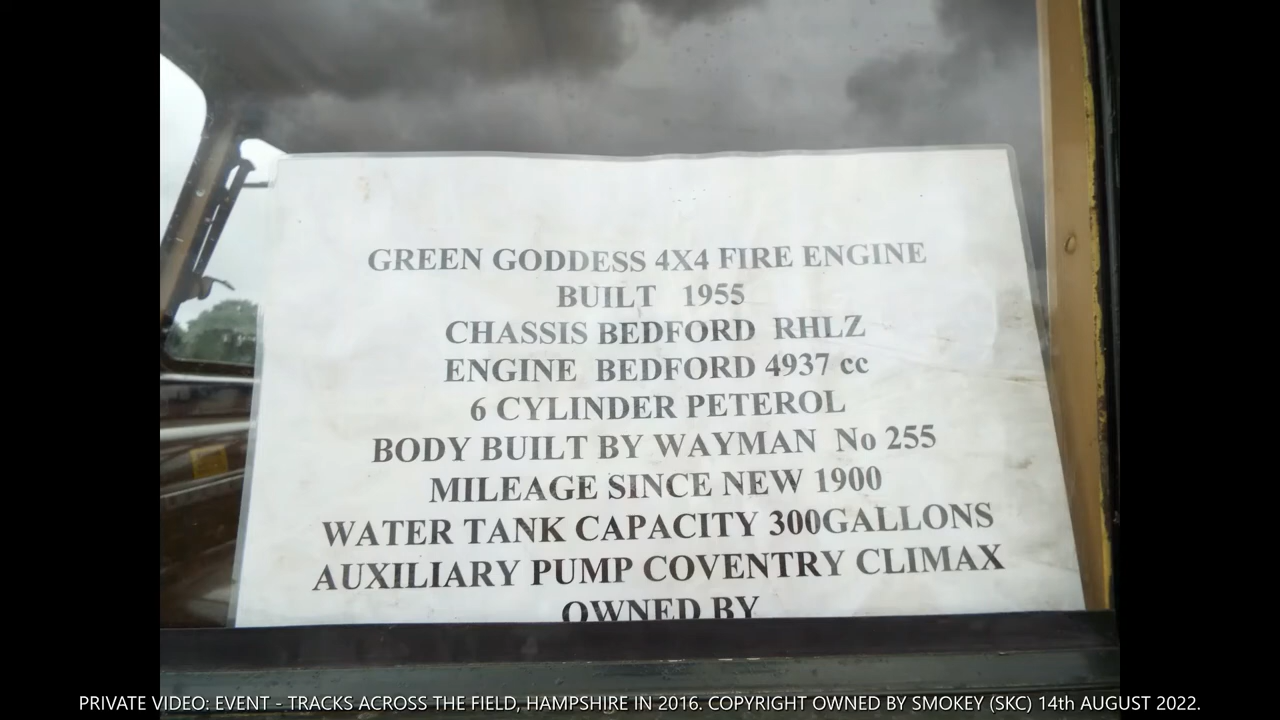 GREEN GODDESS 4X4 FIRE ENGINE
BUILT 1955
CHASSIS BEDFORD RHLZ
ENGINE BEDFORD 4937 cc
6 CYLINDER PETEROL
BODY BUILT BY WAYMAN No 255
MILEAGE SINCE NEW 1900
WATER TANK CAPACITY 300GALLONS
AUXILIARY PUMP COVENTRY CLIMAX
OWNED BY
PRIVATE VIDEO: EVENT - TRACKS ACROSS THE FIELD, HAMPSHIRE IN 2016. COPYRIGHT OWNED BY SMOKEY (SKC) 14th AUGUST 2022.